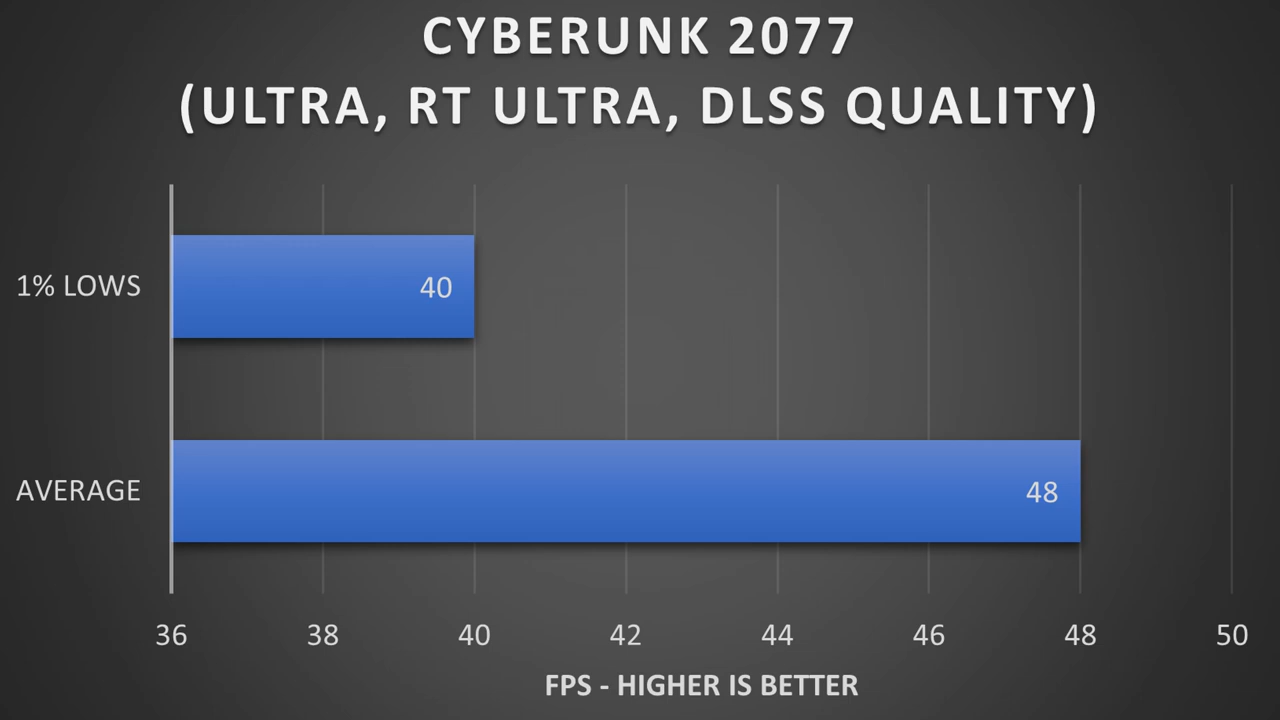 CYBERUNK 2077
(ULTRA, RT ULTRA, DLSS QUALITY)
1% LOWS
40
AVERAGE
48
36 38 40 42 44 46 48 50
FPS - HIGHER IS BETTER